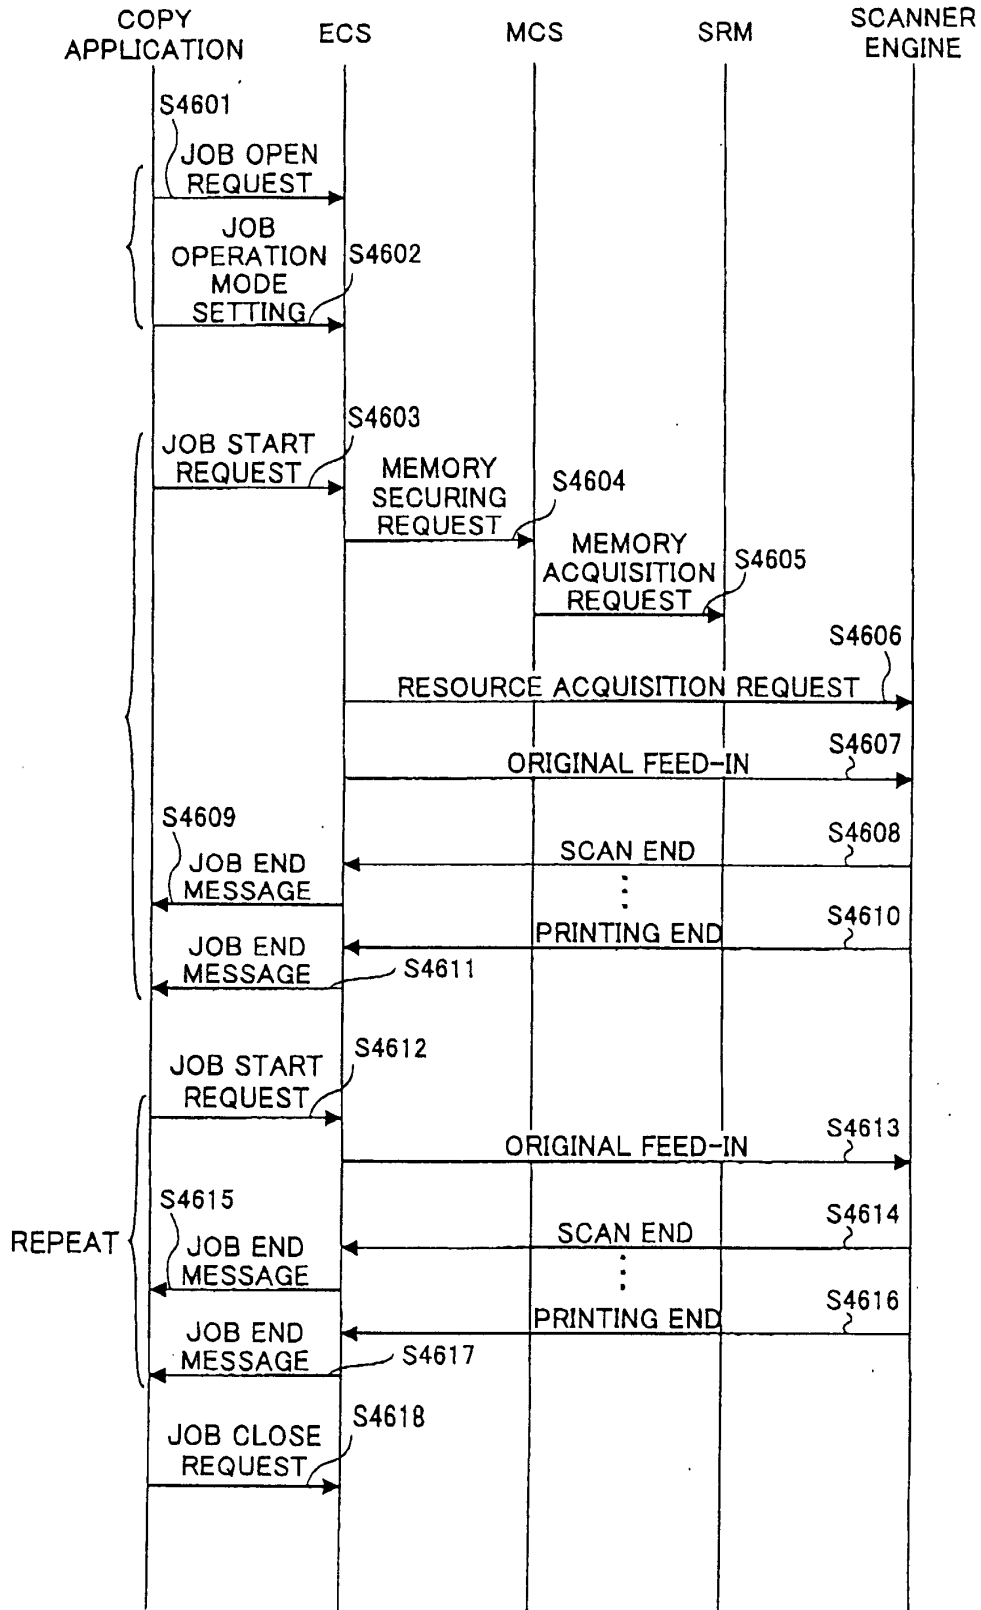 COPY
APPLICATION
ECS
MCS
SRM
SCANNER
ENGINE
S4601
JOB OPEN
REQUEST
JOB
OPERATION
MODE
SETTING
S4602
S4603
JOB START
REQUEST
MEMORY
SECURING
REQUEST
S4604
MEMORY
ACQUISITION
REQUEST
S4605
S4606
RESOURCE ACQUISITION REQUEST
S4607
ORIGINAL FEED-IN
S4609
S4608
SCAN END
JOB END
MESSAGE
S4610
PRINTING END
JOB END
MESSAGE
S4611
S4612
JOB START
REQUEST
S4613
ORIGINAL FEED-IN
S4615
S4614
SCAN END
REPEAT
JOB END
MESSAGE
S4616
PRINTING END
JOB END
MESSAGE
S4617
S4618
JOB CLOSE
REQUEST